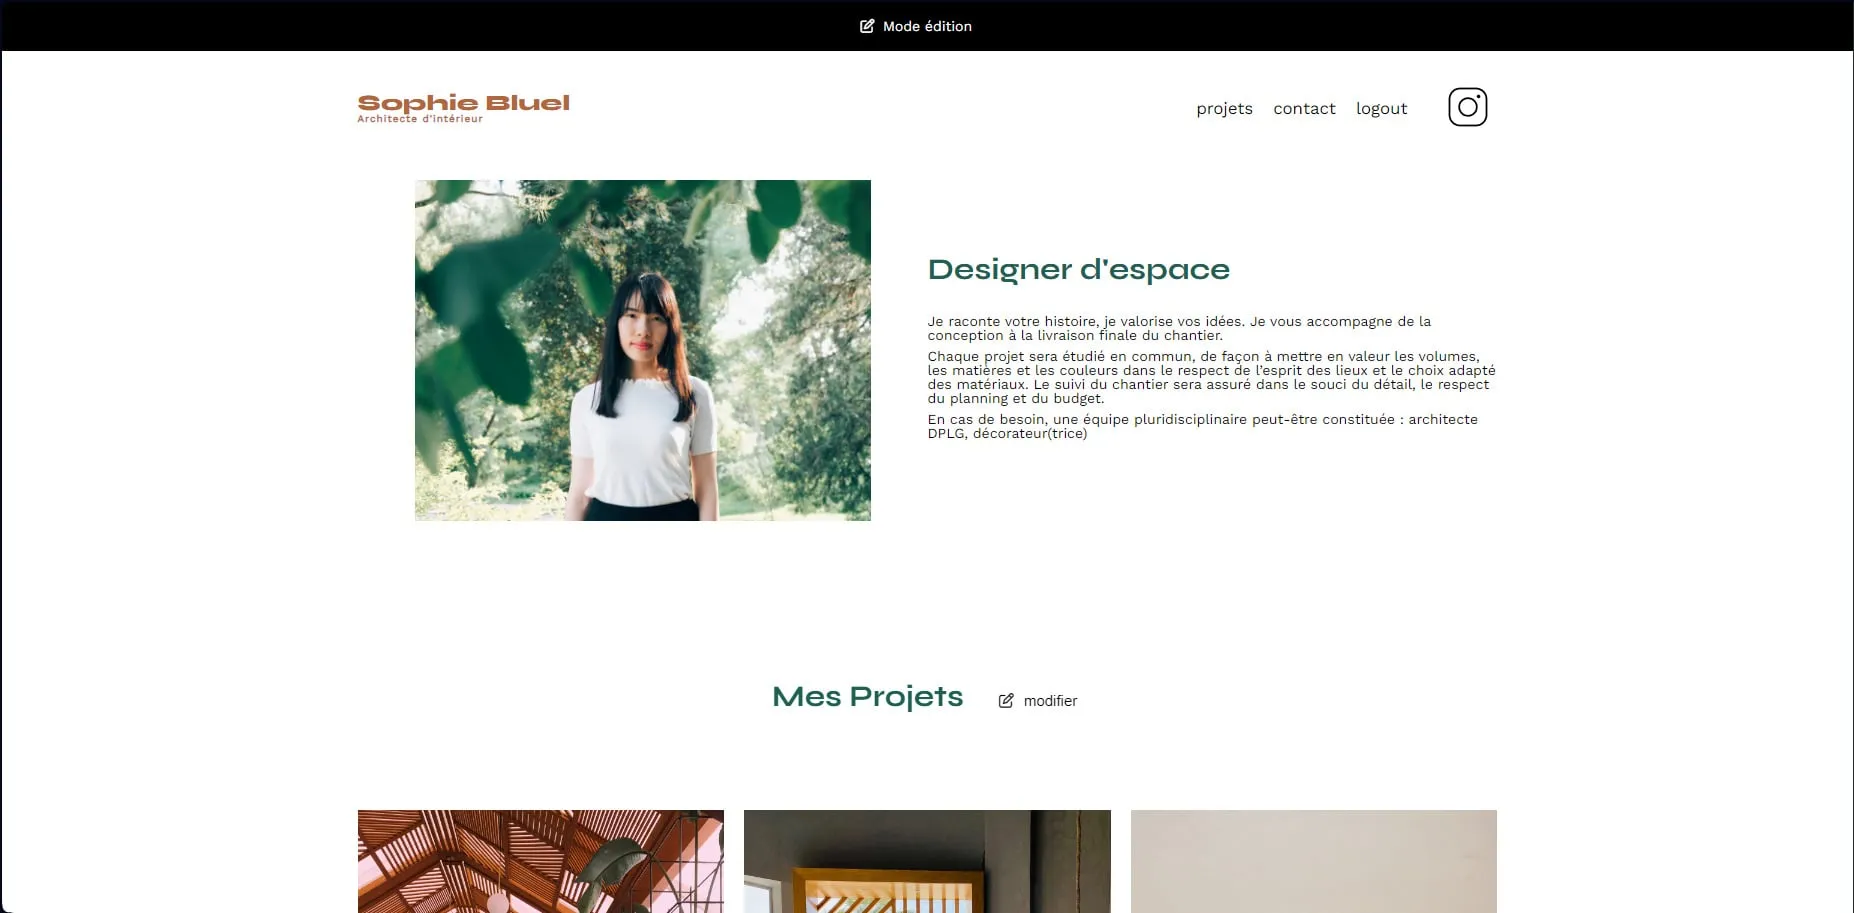 Mode édition
Sophie Bluel
Architecte d'intérieur
projets contact logout
Designer d'espace
Je raconte votre histoire, je valorise vos idées. Je vous accompagne de la
conception à la livraison finale du chantier.
Chaque projet sera étudié en commun, de façon à mettre en valeur les volumes,
les matières et les couleurs dans le respect de l’esprit des lieux et le choix adapté
des matériaux. Le suivi du chantier sera assuré dans le souci du détail, le respect
du planning et du budget.
En cas de besoin, une équipe pluridisciplinaire peut-être constituée : architecte
DPLG, décorateur(trice)
Mes Projets
modifier